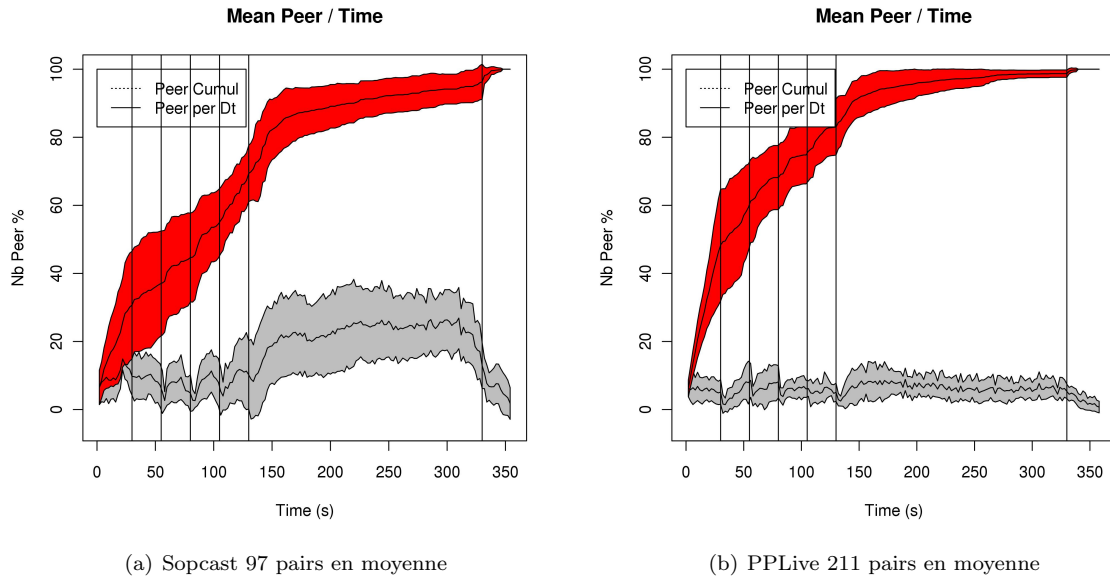 Mean Peer / Time
Nb Peer %
100
80
60
40
20
0
Peer Cumul
Peer per Dt
0 50 100 150 200 250 300 350
Time (s)
(a) Sopcast 97 pairs en moyenne
Mean Peer / Time
Nb Peer %
100
80
60
40
20
0
Peer Cumul
Peer per Dt
0 50 100 150 200 250 300 350
Time (s)
(b) PPLive 211 pairs en moyenne